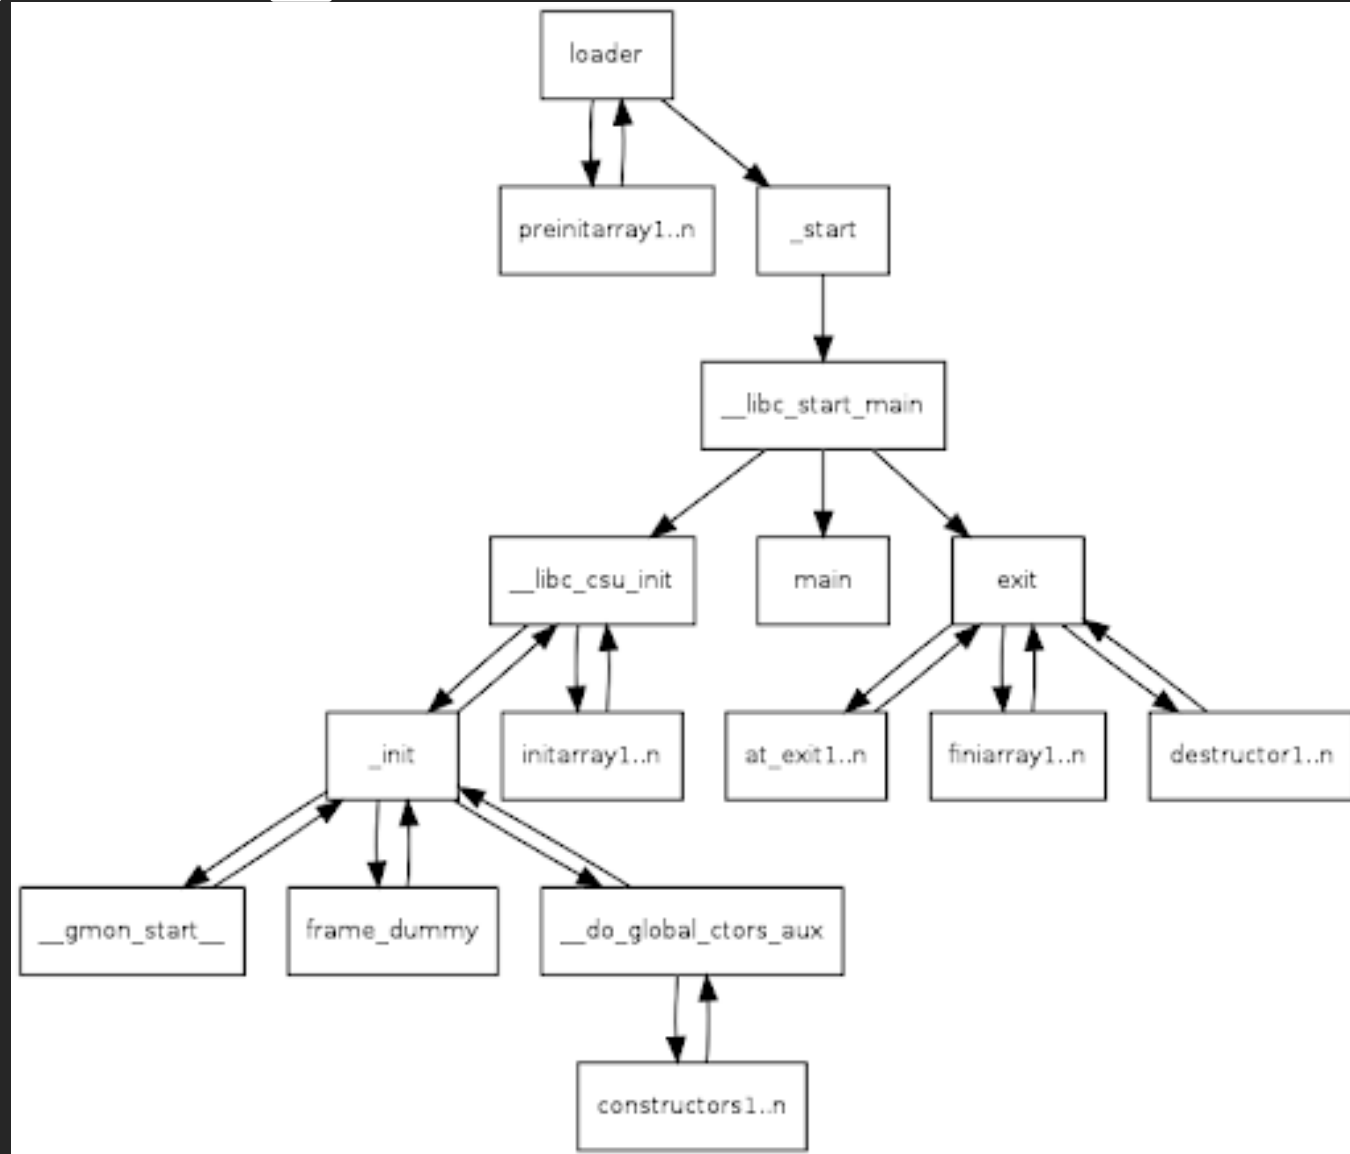 loader
preinitarray1..n
_start
__libc_start_main
__libc_csu_init
main
exit
_init
initarray1..n
at_exit1..n
finiarray1..n
destructor1..n
__gmon_start__
frame_dummy
__do_global_ctors_aux
constructors1..n